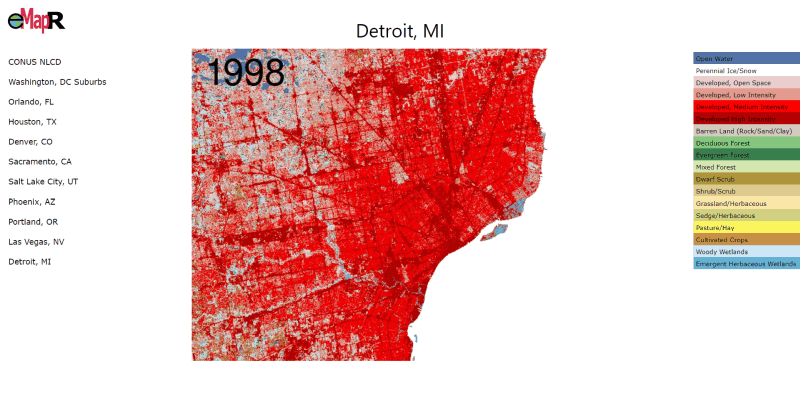 eMapR
Detroit, MI
CONUS NLCD
Washington, DC Suburbs
Orlando, FL
Houston, TX
Denver, CO
Sacramento, CA
Salt Lake City, UT
Phoenix, AZ
Portland, OR
Las Vegas, NV
Detroit, MI
1998
Open Water
Perennial Ice/Snow
Developed, Open Space
Developed, Low Intensity
Developed, Medium Intensity
Developed High Intensity
Barren Land (Rock/Sand/Clay)
Deciduous Forest
Evergreen Forest
Mixed Forest
Dwarf Scrub
Shrub/Scrub
Grassland/Herbaceous
Sedge/Herbaceous
Pasture/Hay
Cultivated Crops
Woody Wetlands
Emergent Herbaceous Wetlands